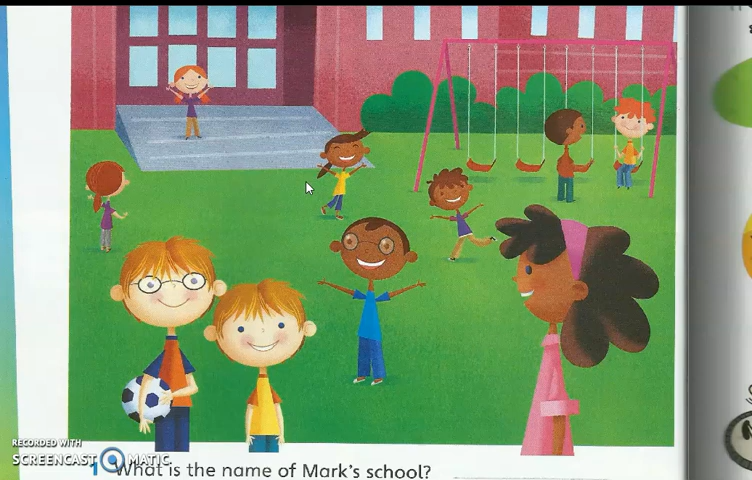 RECORDED WITH
SCREENCAST MATIC
1 What is the name of Mark's school?